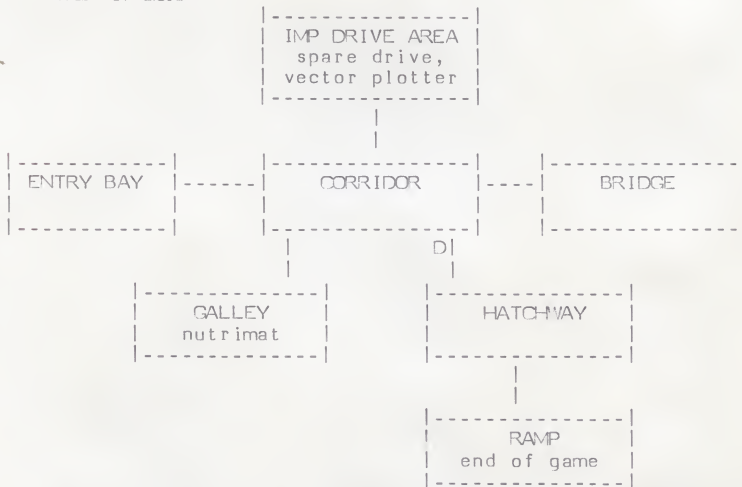 IMP DRIVE AREA
spare drive,
vector plotter
ENTRY BAY
CORRIDOR
BRIDGE
D
GALLEY
nutrimat
HATCHWAY
RAMP
end of game